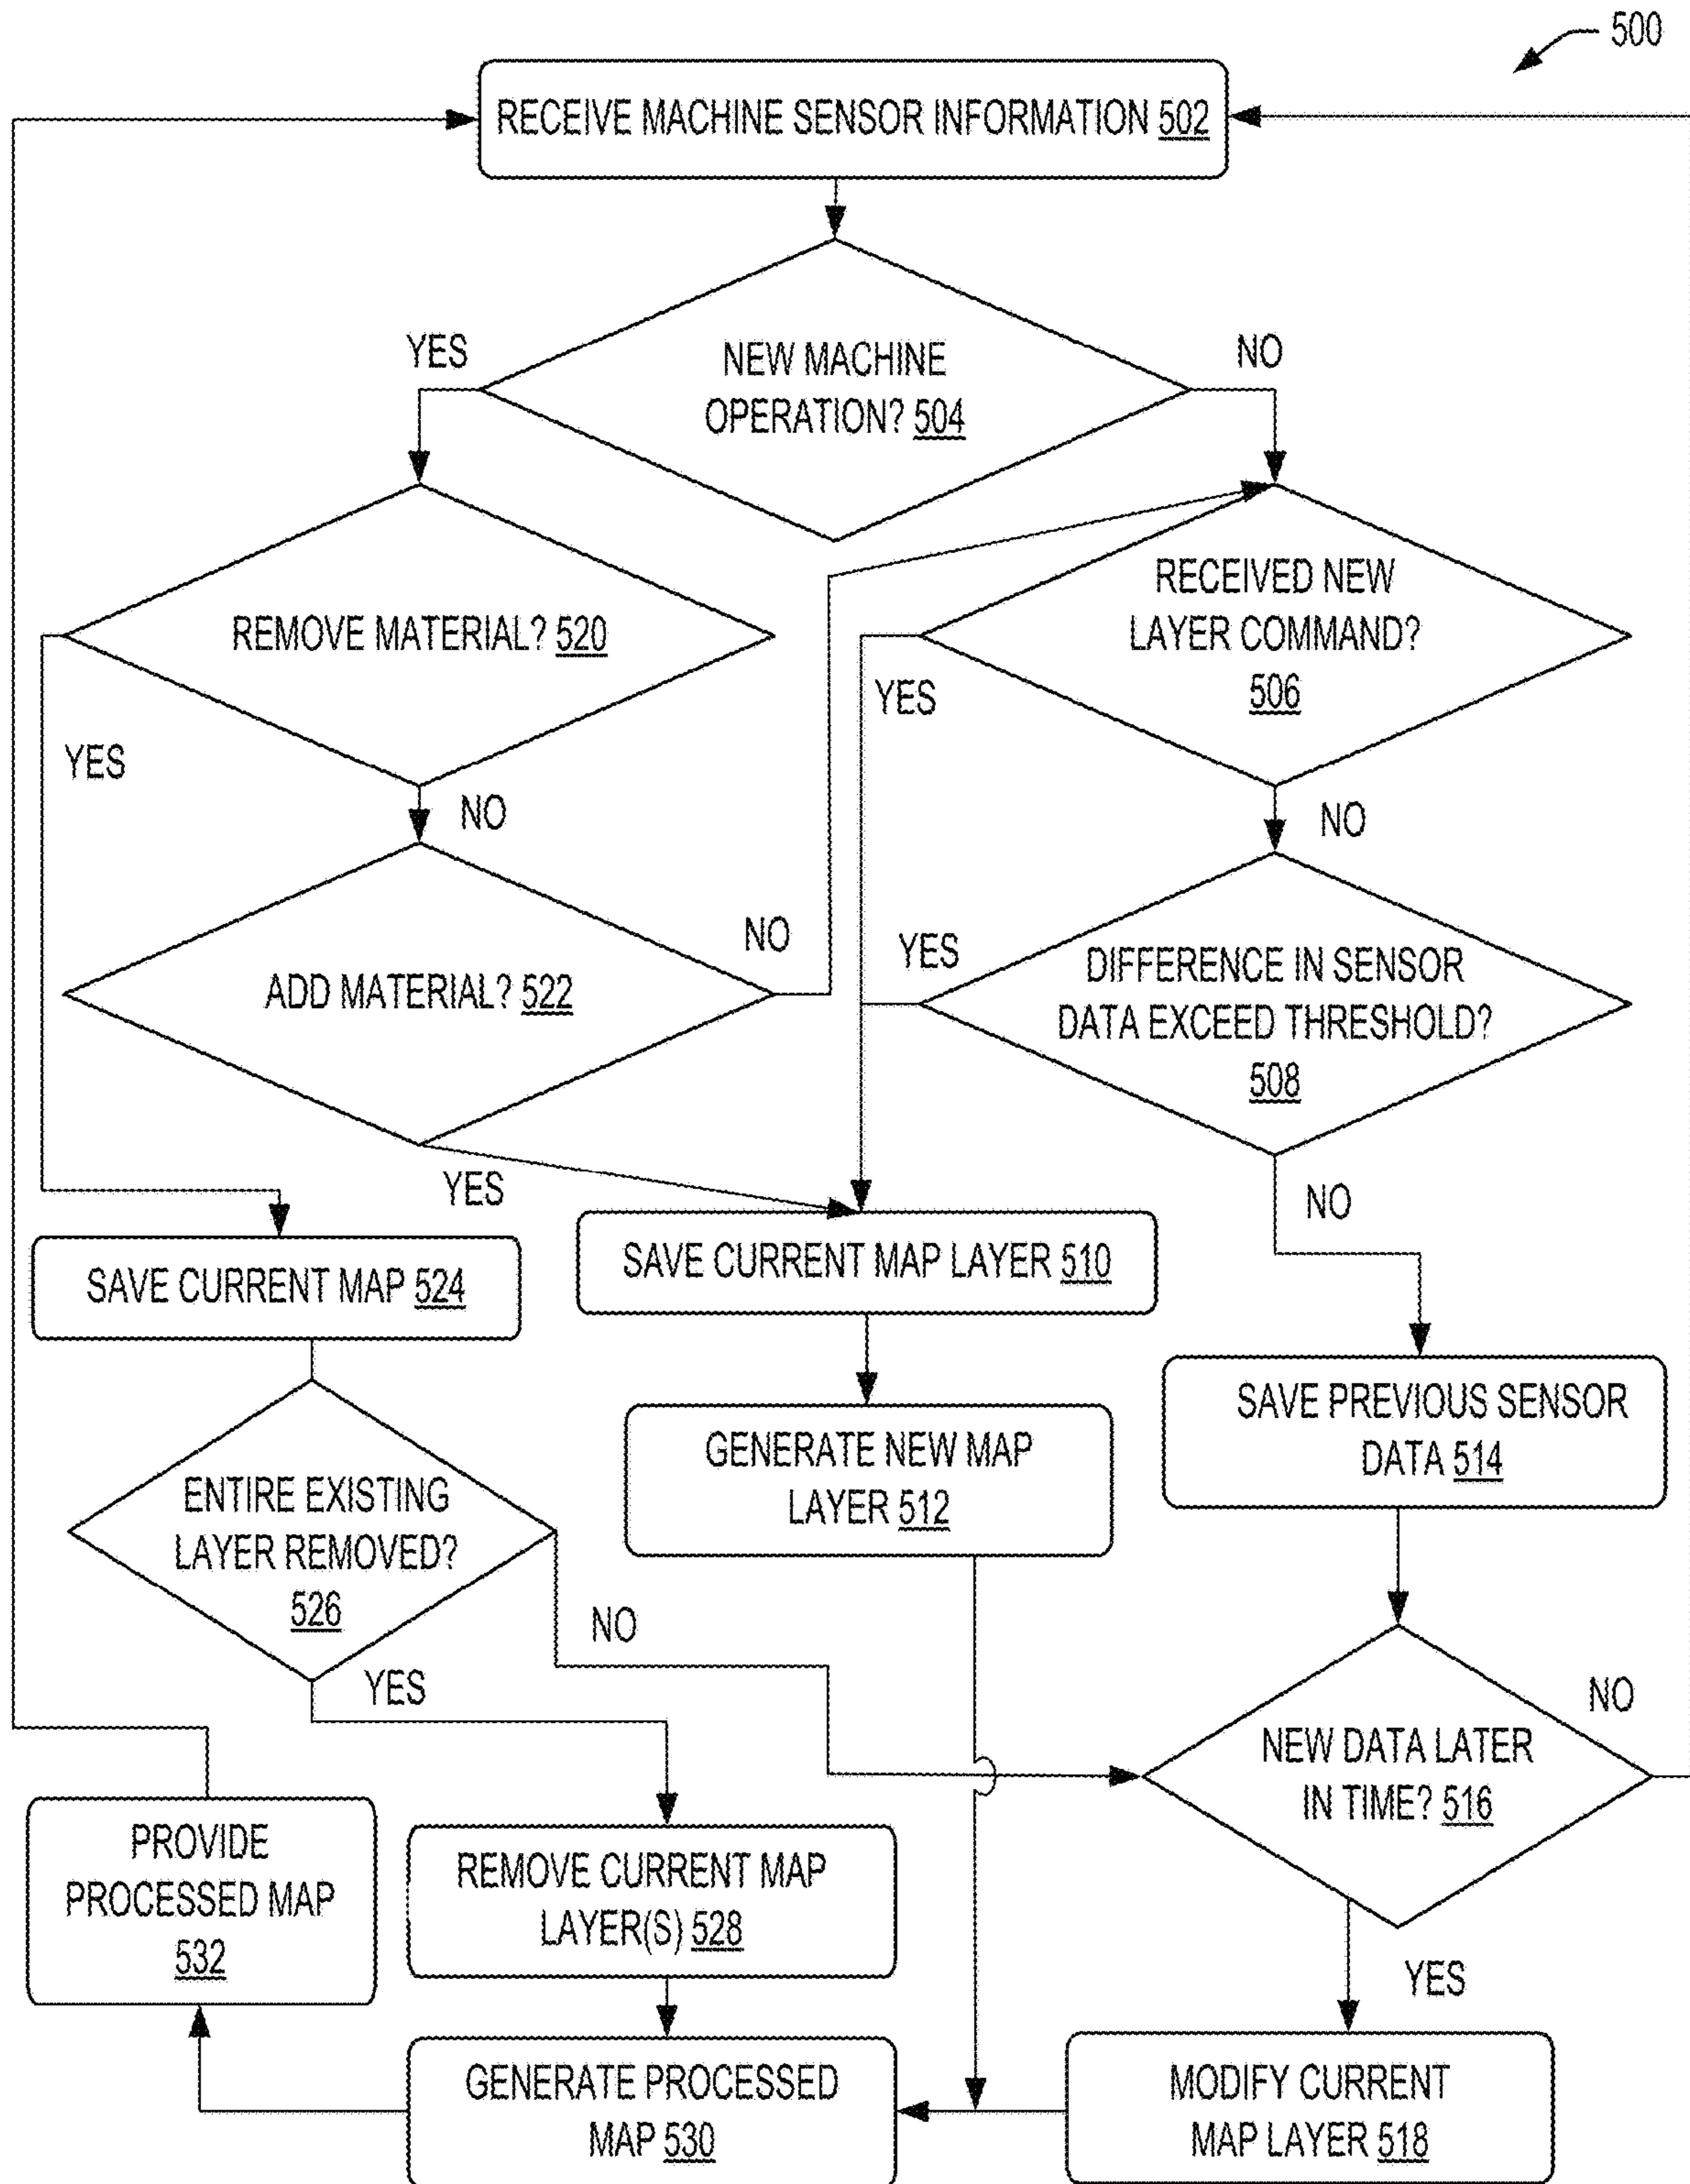 500
RECEIVE MACHINE SENSOR INFORMATION 502
YES
NO
NEW MACHINE
OPERATION? 504
REMOVE MATERIAL? 520
RECEIVED NEW
LAYER COMMAND?
506
YES
YES
NO
NO
ADD MATERIAL? 522
NO
YES
DIFFERENCE IN SENSOR
DATA EXCEED THRESHOLD?
508
YES
NO
SAVE CURRENT MAP 524
SAVE CURRENT MAP LAYER 510
SAVE PREVIOUS SENSOR
DATA 514
GENERATE NEW MAP
LAYER 512
ENTIRE EXISTING
LAYER REMOVED?
526
NO
YES
NO
NEW DATA LATER
IN TIME? 516
PROVIDE
PROCESSED MAP
532
REMOVE CURRENT MAP
LAYER(S) 528
YES
GENERATE PROCESSED
MAP 530
MODIFY CURRENT
MAP LAYER 518